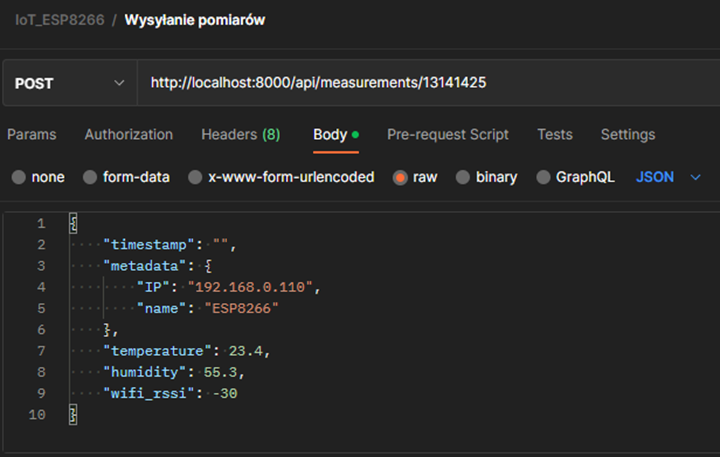 IoT_ESP8266 / Wysyłanie pomiarów
POST http://localhost:8000/api/measurements/13141425
Params Authorization Headers (8) Body Pre-request Script Tests Settings
none form-data x-www-form-urlencoded raw binary GraphQL JSON
1 {
2 "timestamp": "",
3 "metadata": {
4 "IP": "192.168.0.110",
5 "name": "ESP8266"
6 },
7 "temperature": 23.4,
8 "humidity": 55.3,
9 "wifi_rssi": -30
10 }